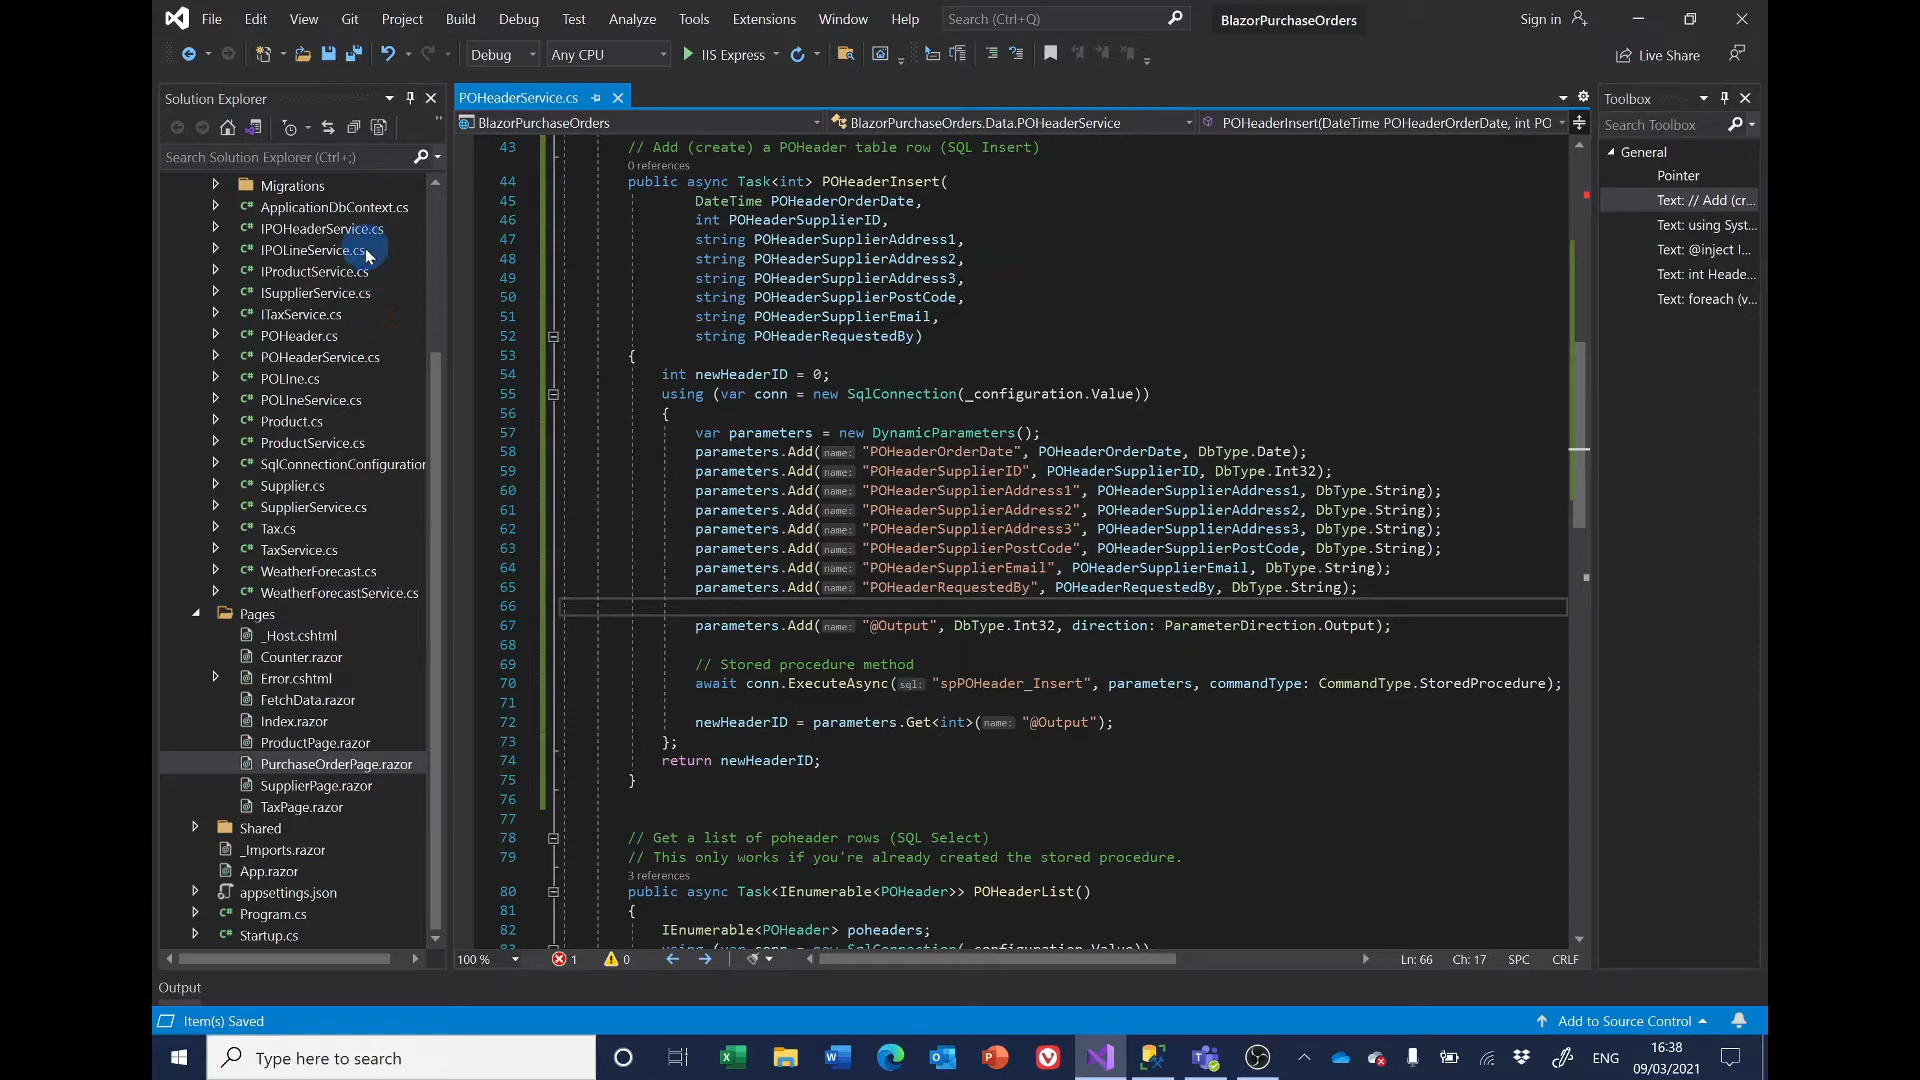 File Edit View Git Project Build Debug Test Analyze Tools Extensions Window Help Search (Ctrl+Q) BlazorPurchaseOrders Sign in
Debug Any CPU IIS Express Live Share
Solution Explorer
Search Solution Explorer (Ctrl+;)
Migrations
ApplicationDbContext.cs
IPOHeaderService.cs
IPOLineService.cs
IProductService.cs
ISupplierService.cs
ITaxService.cs
POHeader.cs
POHeaderService.cs
POLIne.cs
POLIneService.cs
Product.cs
ProductService.cs
SqlConnectionConfiguration
Supplier.cs
SupplierService.cs
Tax.cs
TaxService.cs
WeatherForecast.cs
WeatherForecastService.cs
Pages
_Host.cshtml
Counter.razor
Error.cshtml
FetchData.razor
Index.razor
ProductPage.razor
PurchaseOrderPage.razor
SupplierPage.razor
TaxPage.razor
Shared
_Imports.razor
App.razor
appsettings.json
Program.cs
Startup.cs
POHeaderService.cs
BlazorPurchaseOrders BlazorPurchaseOrders.Data.POHeaderService POHeaderInsert(DateTime POHeaderOrderDate, int PO
43 // Add (create) a POHeader table row (SQL Insert)
0 references
44 public async Task<int> POHeaderInsert(
45 DateTime POHeaderOrderDate,
46 int POHeaderSupplierID,
47 string POHeaderSupplierAddress1,
48 string POHeaderSupplierAddress2,
49 string POHeaderSupplierAddress3,
50 string POHeaderSupplierPostCode,
51 string POHeaderSupplierEmail,
52 string POHeaderRequestedBy)
53 {
54 int newHeaderID = 0;
55 using (var conn = new SqlConnection(_configuration.Value))
56 {
57 var parameters = new DynamicParameters();
58 parameters.Add(name: "POHeaderOrderDate", POHeaderOrderDate, DbType.Date);
59 parameters.Add(name: "POHeaderSupplierID", POHeaderSupplierID, DbType.Int32);
60 parameters.Add(name: "POHeaderSupplierAddress1", POHeaderSupplierAddress1, DbType.String);
61 parameters.Add(name: "POHeaderSupplierAddress2", POHeaderSupplierAddress2, DbType.String);
62 parameters.Add(name: "POHeaderSupplierAddress3", POHeaderSupplierAddress3, DbType.String);
63 parameters.Add(name: "POHeaderSupplierPostCode", POHeaderSupplierPostCode, DbType.String);
64 parameters.Add(name: "POHeaderSupplierEmail", POHeaderSupplierEmail, DbType.String);
65 parameters.Add(name: "POHeaderRequestedBy", POHeaderRequestedBy, DbType.String);
66
67 parameters.Add(name: "@Output", DbType.Int32, direction: ParameterDirection.Output);
68
69 // Stored procedure method
70 await conn.ExecuteAsync(sql: "spPOHeader_Insert", parameters, commandType: CommandType.StoredProcedure);
71
72 newHeaderID = parameters.Get<int>(name: "@Output");
73 };
74 return newHeaderID;
75 }
76
77
78 // Get a list of poheader rows (SQL Select)
79 // This only works if you're already created the stored procedure.
3 references
80 public async Task<IEnumerable<POHeader>> POHeaderList()
81 {
82 IEnumerable<POHeader> poheaders;
83 using (var conn = new SqlConnection(_configuration.Value))
100 % 1 0 Ln: 66 Ch: 17 SPC CRLF
Toolbox
Search Toolbox
General
Pointer
Text: // Add (cr...
Text: using Syst...
Text: @inject I...
Text: int Heade...
Text: foreach (v...
Output
Item(s) Saved Add to Source Control
Type here to search ENG 16:38
09/03/2021